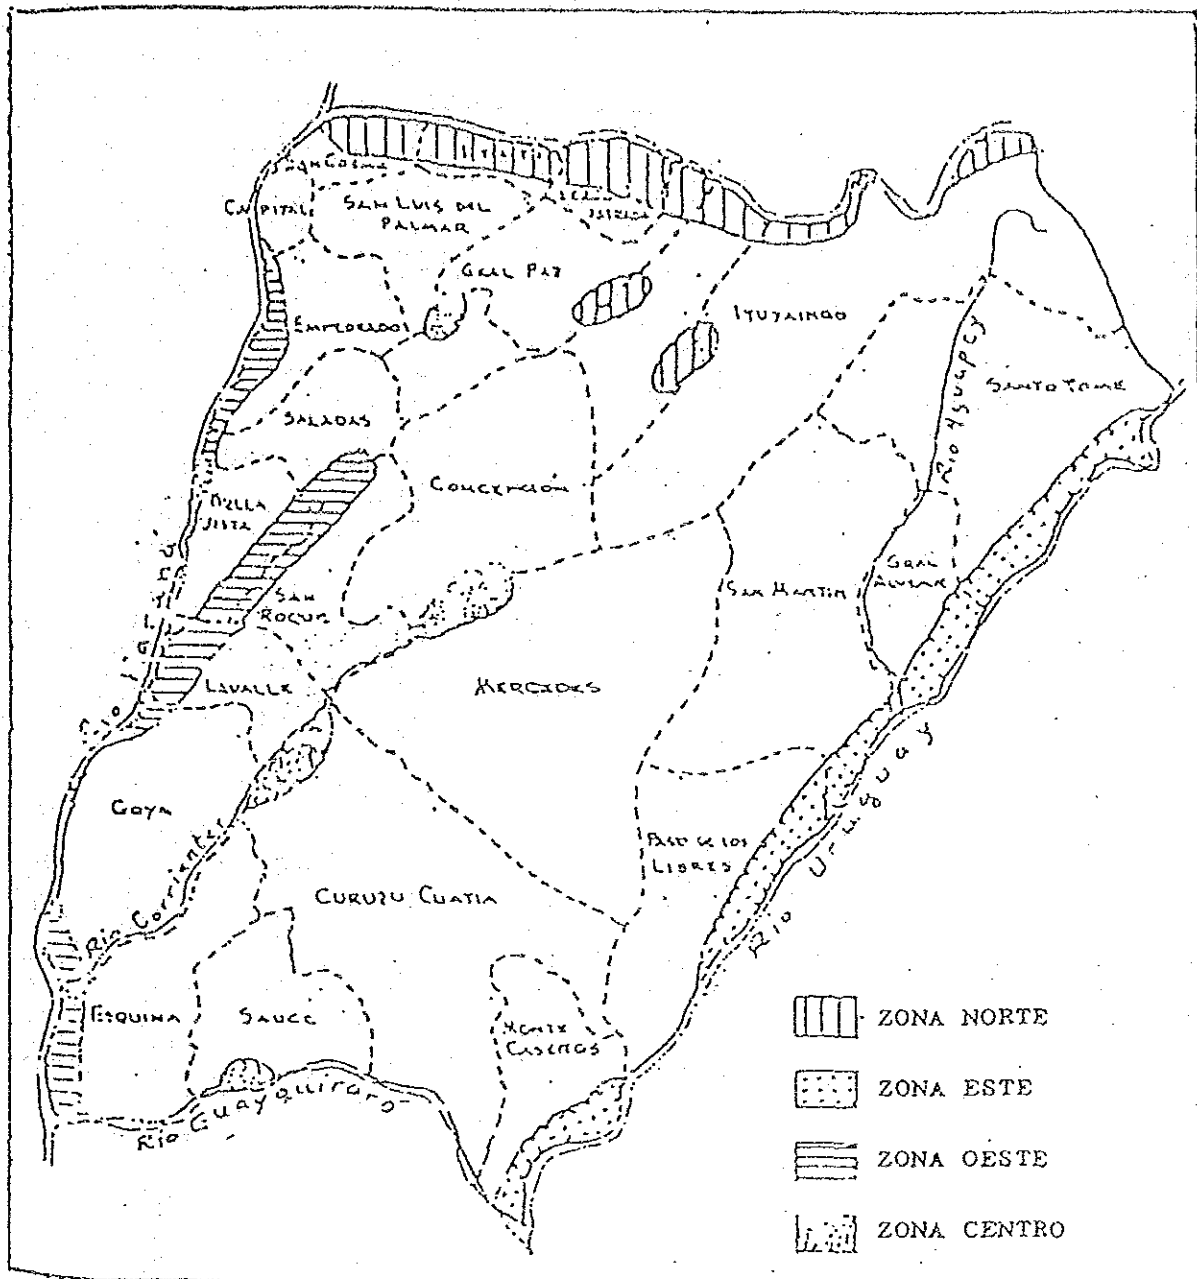 SAN COSME
CAPITAL
SAN LUIS DEL
PALMAR
GRAL PAZ
EMPEDRADO
ITUZAINGO
SALADAS
Rio Aguapey
SANTO TOME
BELLA
VISTA
CONCEPCIÓN
SAN
ROQUE
SAN MARTIN
GRAL
ALVEAR
LAVALLE
MERCEDES
Rio
GOYA
PASO DE LOS
LIBRES
Rio Uruguay
Rio Corrientes
CURUZU CUATIA
ESQUINA
SAUCE
MONTE
CASEROS
Rio Guayquiraro
ZONA NORTE
ZONA ESTE
ZONA OESTE
ZONA CENTRO